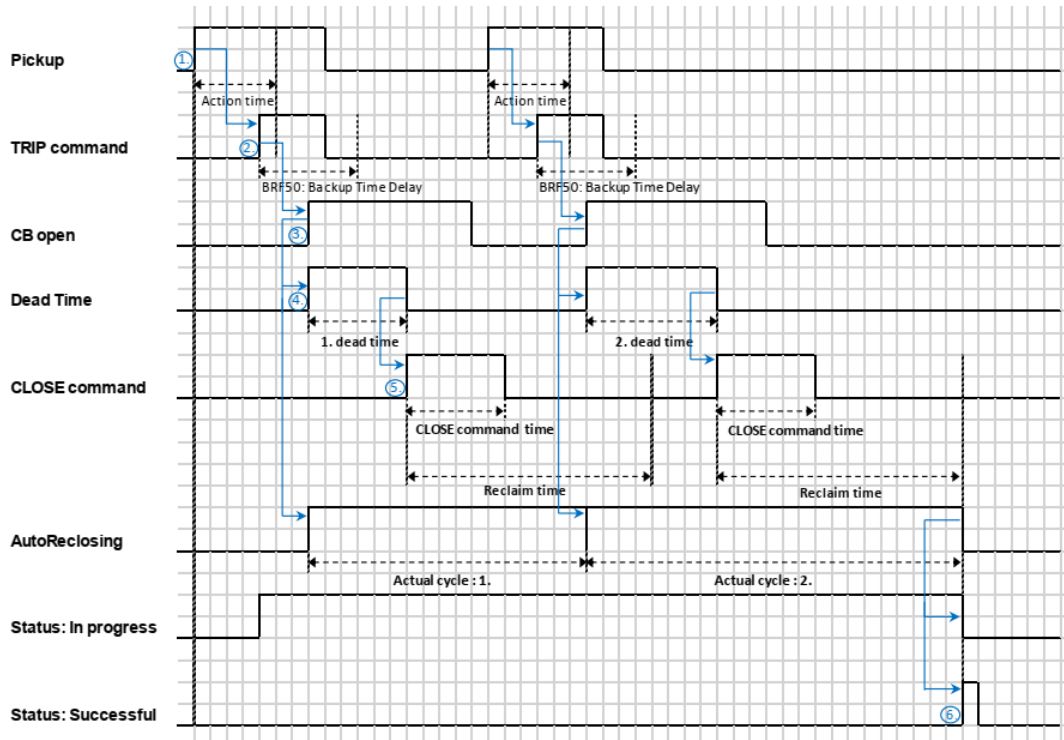 Pickup
1.
Action time
Action time
TRIP command
2.
BRF50: Backup Time Delay
BRF50: Backup Time Delay
CB open
3.
Dead Time
4.
1. dead time
2. dead time
CLOSE command
5.
CLOSE command time
CLOSE command time
Reclaim time
Reclaim time
AutoReclosing
Actual cycle : 1.
Actual cycle : 2.
Status: In progress
Status: Successful
6.